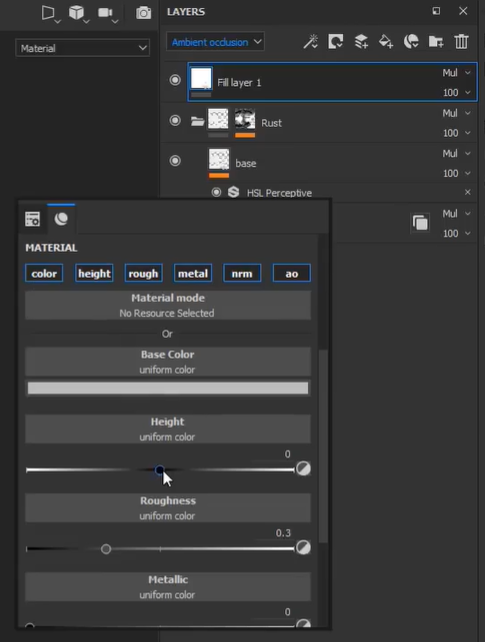 LAYERS
Material
Ambient occlusion
Fill layer 1
Mul
100
Rust
Mul
100
base
Mul
100
HSL Perceptive
Mul
100
MATERIAL
color height rough metal nrm ao
Material mode
No Resource Selected
Or
Base Color
uniform color
Height
uniform color
0
Roughness
uniform color
0.3
Metallic
uniform color
0